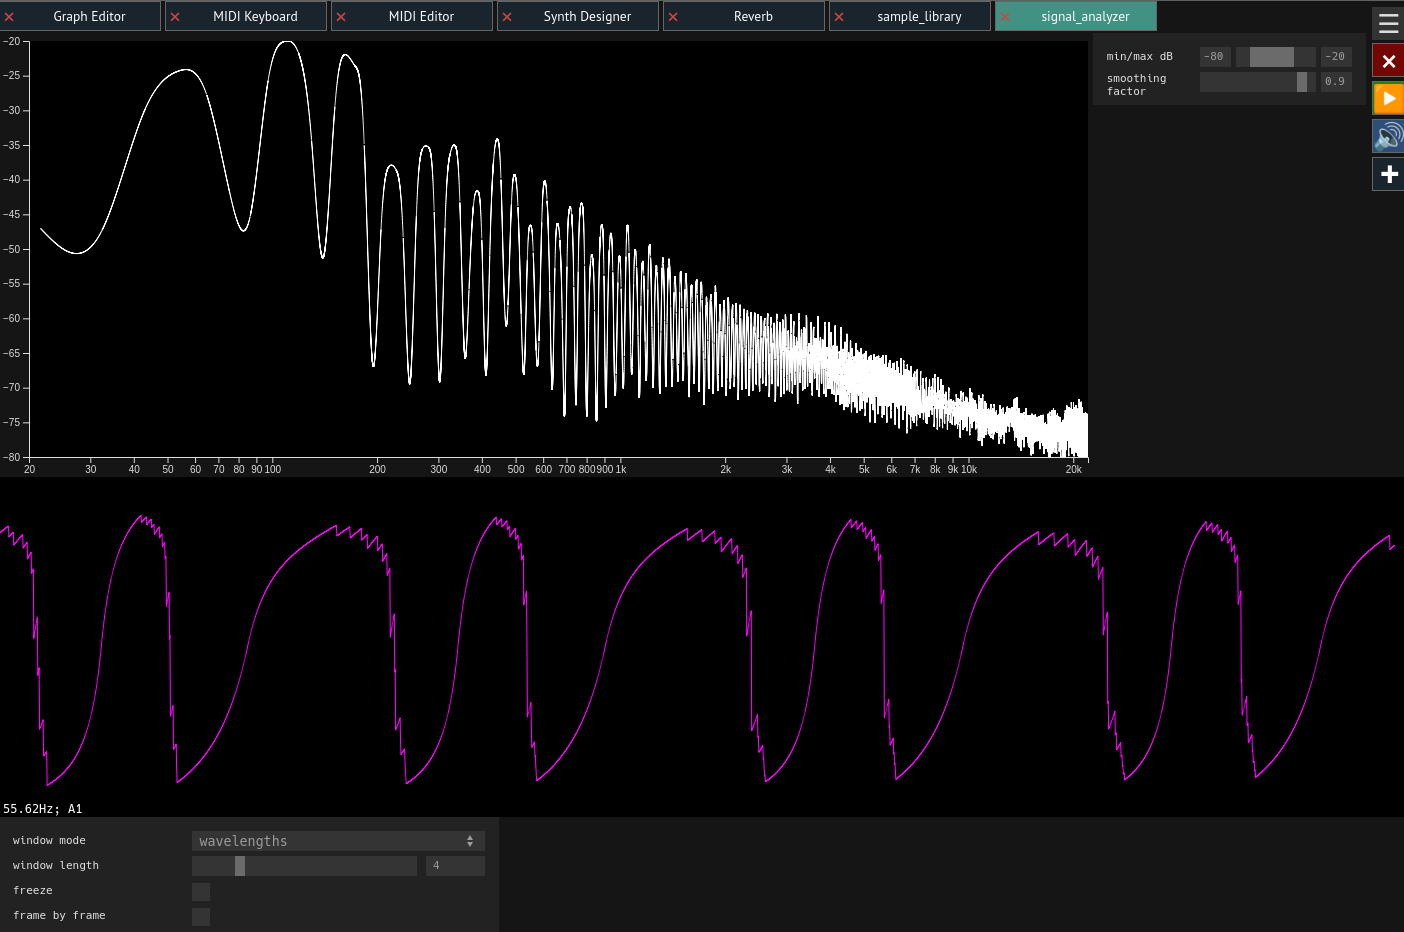 Graph Editor MIDI Keyboard MIDI Editor Synth Designer Reverb sample_library signal_analyzer
min/max dB -80 -20
smoothing factor 0.9
-20
-25
-30
-35
-40
-45
-50
-55
-60
-65
-70
-75
-80
20 30 40 50 60 70 80 90 100 200 300 400 500 600 700 800 900 1k 2k 3k 4k 5k 6k 7k 8k 9k 10k 20k
55.62Hz; A1
window mode wavelengths
window length 4
freeze
frame by frame